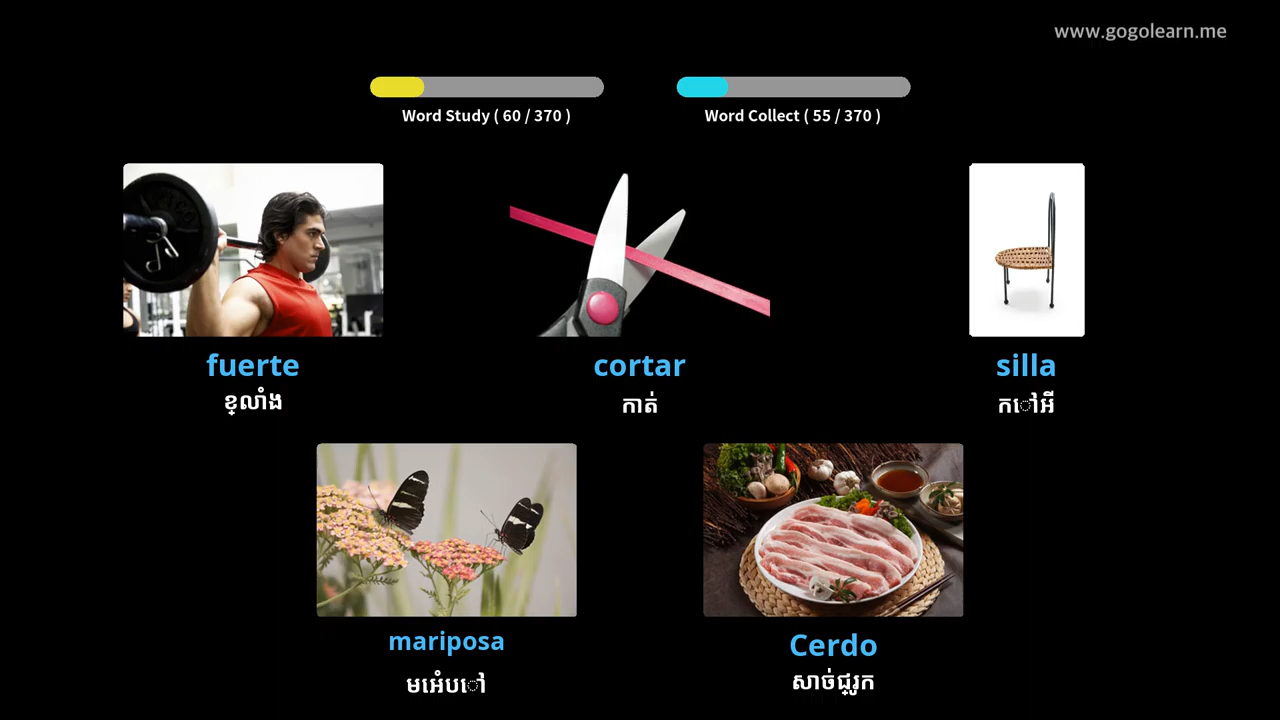 www.gogolearn.me
Word Study ( 60 / 370 )
Word Collect ( 55 / 370 )
fuerte
ខ្លាំង
cortar
កាត់
silla
កៅអី
mariposa
មេអំបៅ
Cerdo
សាច់ជ្រូក